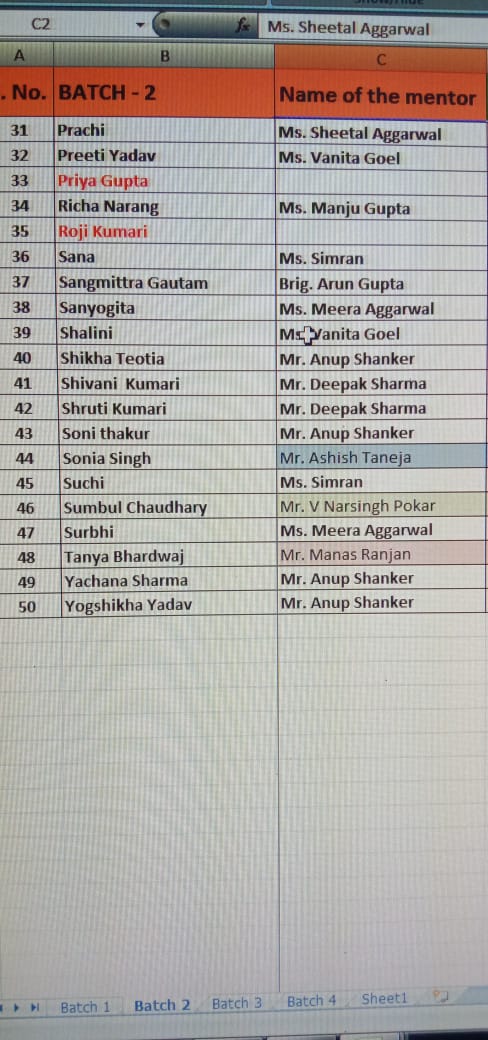 C2 fx Ms. Sheetal Aggarwal
A B C
. No. BATCH - 2 Name of the mentor
31 Prachi Ms. Sheetal Aggarwal
32 Preeti Yadav Ms. Vanita Goel
33 Priya Gupta
34 Richa Narang Ms. Manju Gupta
35 Roji Kumari
36 Sana Ms. Simran
37 Sangmittra Gautam Brig. Arun Gupta
38 Sanyogita Ms. Meera Aggarwal
39 Shalini Ms. Vanita Goel
40 Shikha Teotia Mr. Anup Shanker
41 Shivani Kumari Mr. Deepak Sharma
42 Shruti Kumari Mr. Deepak Sharma
43 Soni thakur Mr. Anup Shanker
44 Sonia Singh Mr. Ashish Taneja
45 Suchi Ms. Simran
46 Sumbul Chaudhary Mr. V Narsingh Pokar
47 Surbhi Ms. Meera Aggarwal
48 Tanya Bhardwaj Mr. Manas Ranjan
49 Yachana Sharma Mr. Anup Shanker
50 Yogshikha Yadav Mr. Anup Shanker
Batch 1 Batch 2 Batch 3 Batch 4 Sheet1